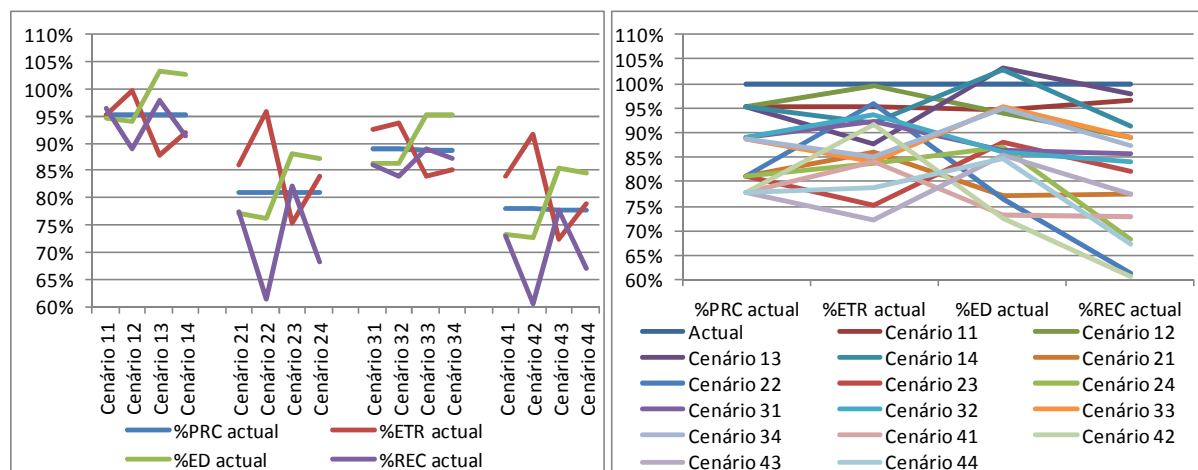 110%
105%
100%
95%
90%
85%
80%
75%
70%
65%
60%
Cenário 11
Cenário 12
Cenário 13
Cenário 14
Cenário 21
Cenário 22
Cenário 23
Cenário 24
Cenário 31
Cenário 32
Cenário 33
Cenário 34
Cenário 41
Cenário 42
Cenário 43
Cenário 44
%PRC actual %ETR actual
%ED actual %REC actual
110%
105%
100%
95%
90%
85%
80%
75%
70%
65%
60%
%PRC actual %ETR actual %ED actual %REC actual
Actual Cenário 11 Cenário 12
Cenário 13 Cenário 14 Cenário 21
Cenário 22 Cenário 23 Cenário 24
Cenário 31 Cenário 32 Cenário 33
Cenário 34 Cenário 41 Cenário 42
Cenário 43 Cenário 44